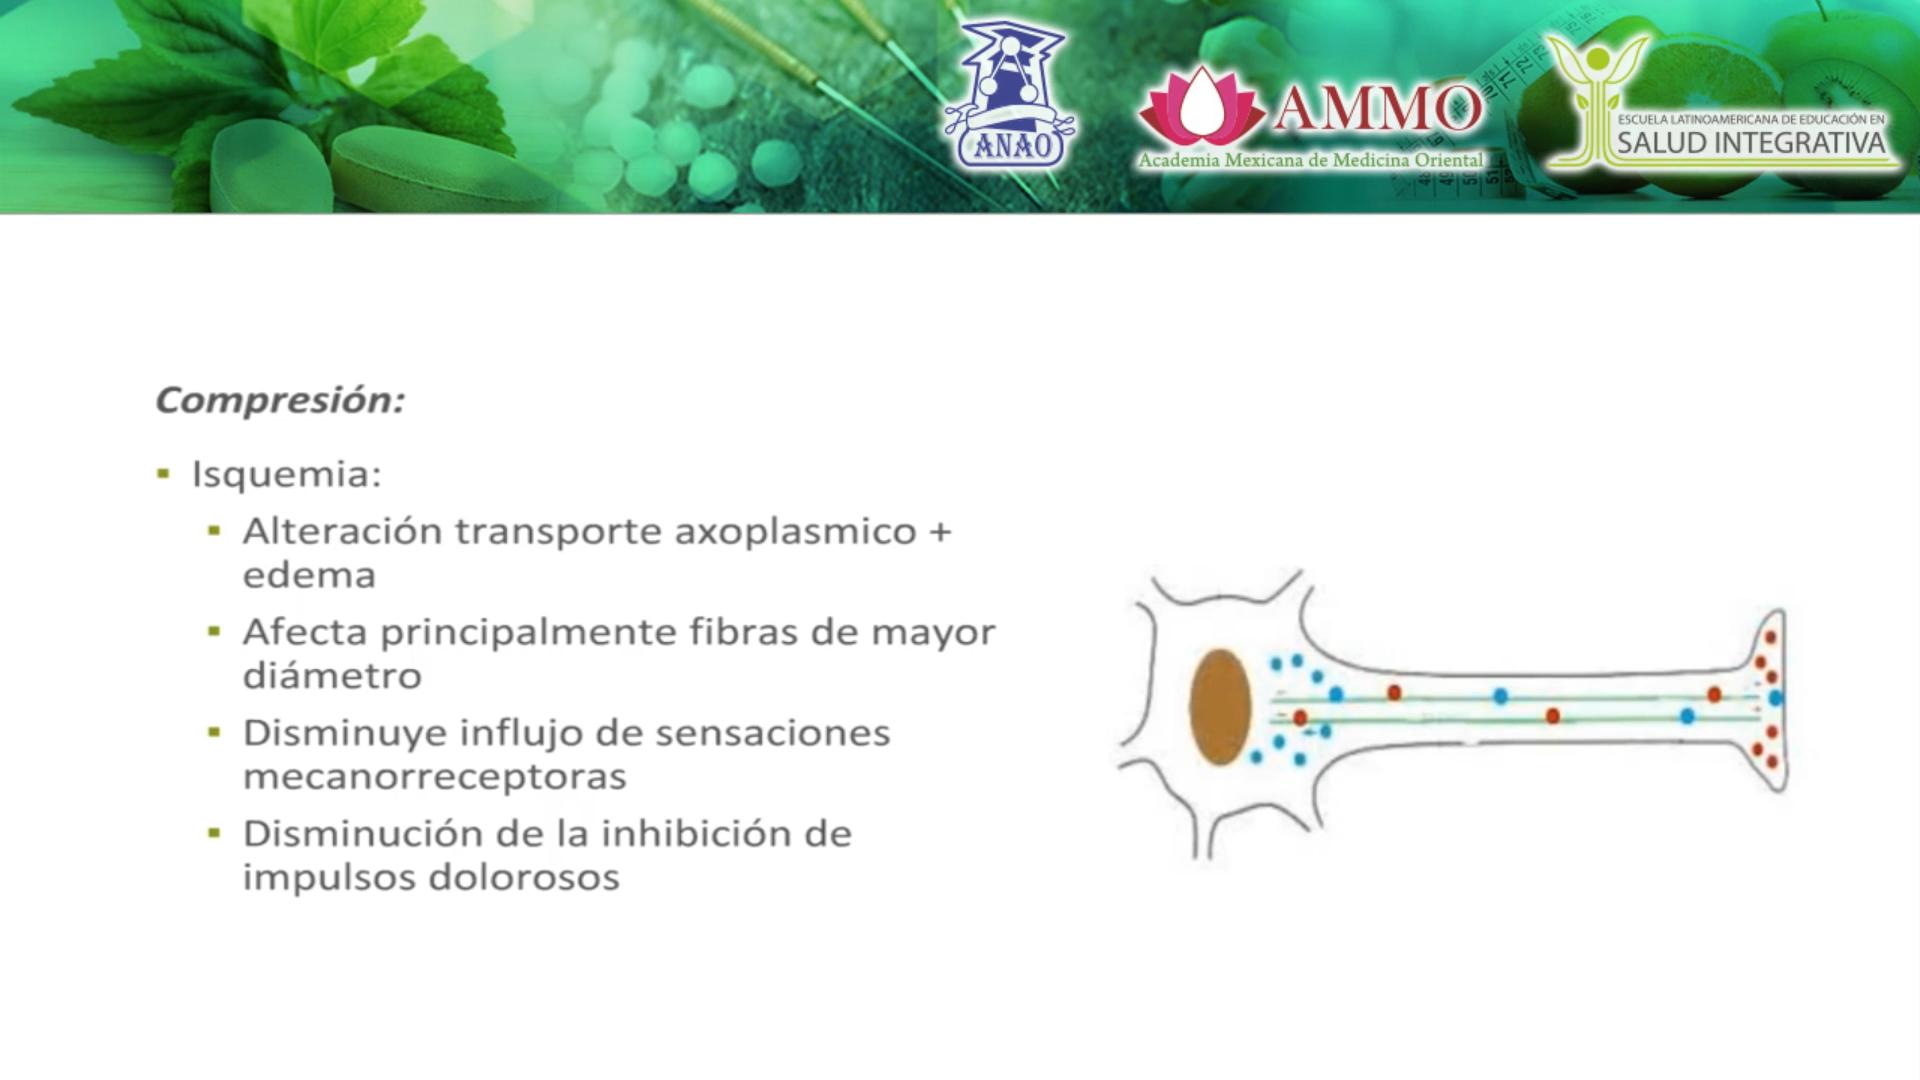 ANAO
AMMO
Academia Mexicana de Medicina Oriental
ESCUELA LATINOAMERICANA DE EDUCACIÓN EN
SALUD INTEGRATIVA
Compresión:
▪ Isquemia:
▪ Alteración transporte axoplasmico +
edema
▪ Afecta principalmente fibras de mayor
diámetro
▪ Disminuye influjo de sensaciones
mecanorreceptoras
▪ Disminución de la inhibición de
impulsos dolorosos